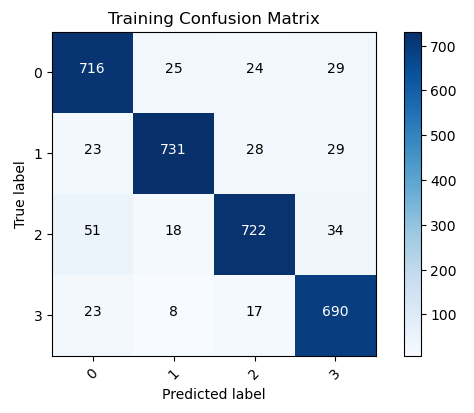 Training Confusion Matrix
0 716 25 24 29
1 23 731 28 29
2 51 18 722 34
3 23 8 17 690
0 1 2 3
True label
Predicted label
700
600
500
400
300
200
100